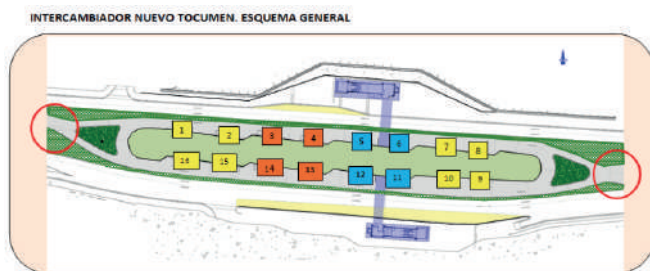 INTERCAMBIADOR NUEVO TOCUMEN. ESQUEMA GENERAL
1 2 3 4 5 6 7 8
16 15 14 13 12 11 10 9